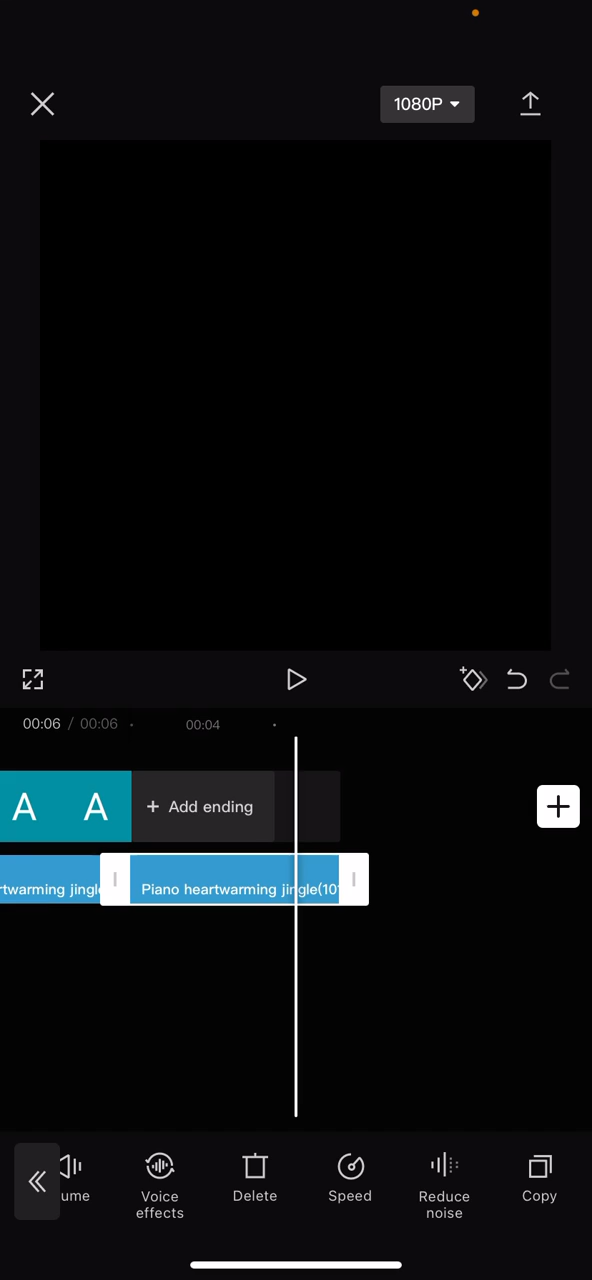 1080P
00:06 / 00:06
00:04
A A
+ Add ending
rtwarming jingle
Piano heartwarming jingle(10
ume
Voice
effects
Delete
Speed
Reduce
noise
Copy